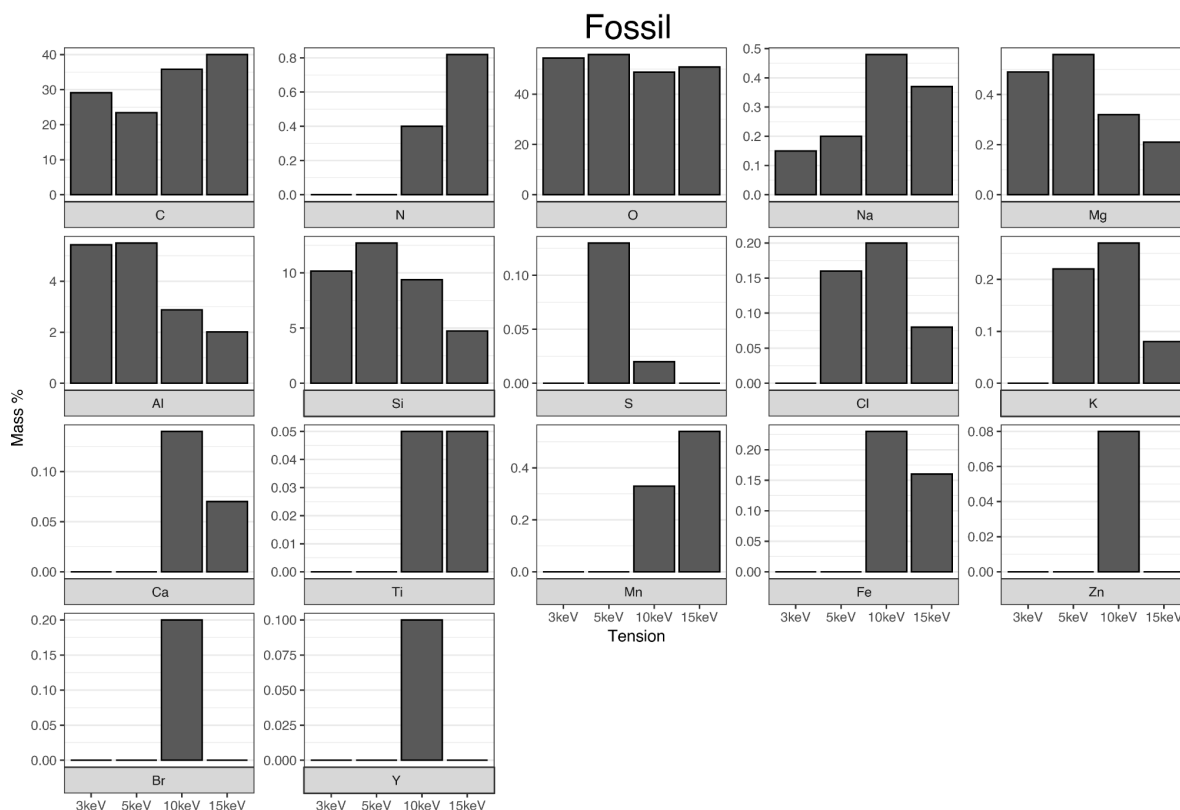 Fossil
40
30
20
10
0
C
0.8
0.6
0.4
0.2
0.0
N
40
20
0
O
0.5
0.4
0.3
0.2
0.1
0.0
Na
0.4
0.2
0.0
Mg
4
2
0
Al
10
5
0
Si
0.10
0.05
0.00
S
0.20
0.15
0.10
0.05
0.00
Cl
0.2
0.1
0.0
K
Mass %
0.10
0.05
0.00
Ca
0.05
0.04
0.03
0.02
0.01
0.00
Ti
0.4
0.2
0.0
Mn
0.20
0.15
0.10
0.05
0.00
Fe
0.08
0.06
0.04
0.02
0.00
Zn
3keV 5keV 10keV 15keV
3keV 5keV 10keV 15keV
3keV 5keV 10keV 15keV
Tension
0.20
0.15
0.10
0.05
0.00
Br
3keV 5keV 10keV 15keV
0.100
0.075
0.050
0.025
0.000
Y
3keV 5keV 10keV 15keV